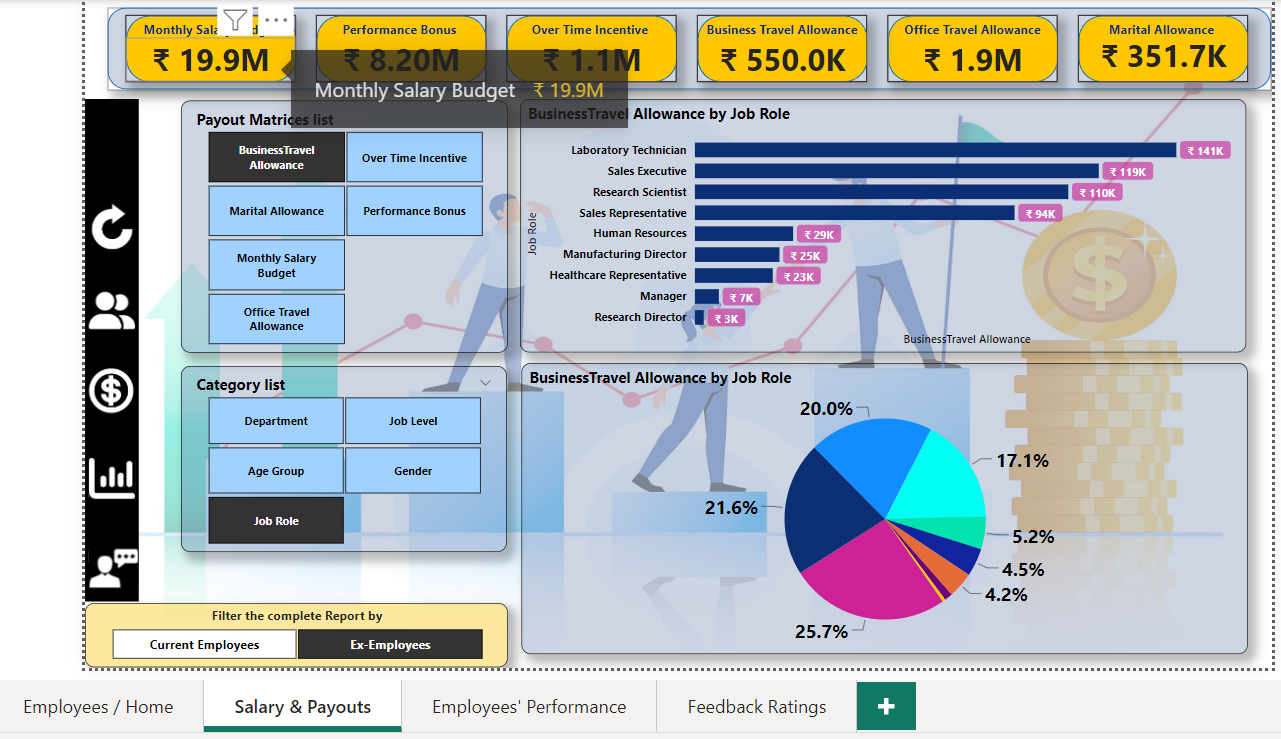 Monthly Salary
₹ 19.9M
Performance Bonus
₹ 8.20M
Over Time Incentive
₹ 1.1M
Business Travel Allowance
₹ 550.0K
Office Travel Allowance
₹ 1.9M
Marital Allowance
₹ 351.7K
Monthly Salary Budget ₹ 19.9M
Payout Matrices list
BusinessTravel
Allowance
Over Time Incentive
Marital Allowance
Performance Bonus
Monthly Salary
Budget
Office Travel
Allowance
BusinessTravel Allowance by Job Role
Job Role
Laboratory Technician ₹ 141K
Sales Executive ₹ 119K
Research Scientist ₹ 110K
Sales Representative ₹ 94K
Human Resources ₹ 29K
Manufacturing Director ₹ 25K
Healthcare Representative ₹ 23K
Manager ₹ 7K
Research Director ₹ 3K
BusinessTravel Allowance
Category list
Department
Job Level
Age Group
Gender
Job Role
BusinessTravel Allowance by Job Role
20.0%
17.1%
21.6%
5.2%
4.5%
4.2%
25.7%
Filter the complete Report by
Current Employees
Ex-Employees
Employees / Home
Salary & Payouts
Employees' Performance
Feedback Ratings